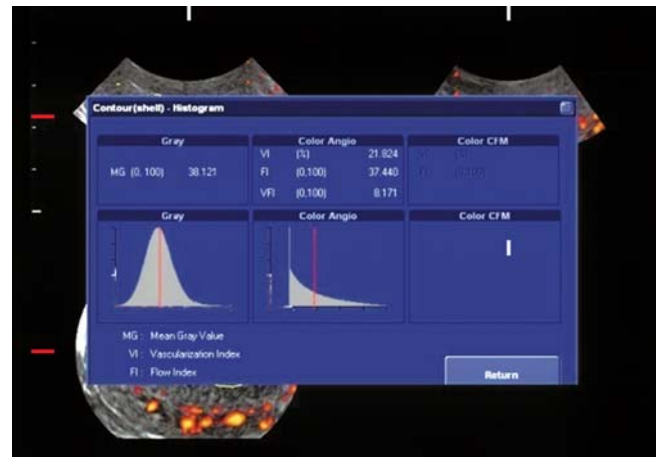 Contour(shell) - Histogram
Gray
MG (0, 100) 38.121
Color Angio
VI (%) 21.824
FI (0,100) 37.440
VFI (0,100) 8.171
Color CFM
Gray
Color Angio
Color CFM
MG : Mean Gray Value
VI : Vascularization Index
FI : Flow Index
Return